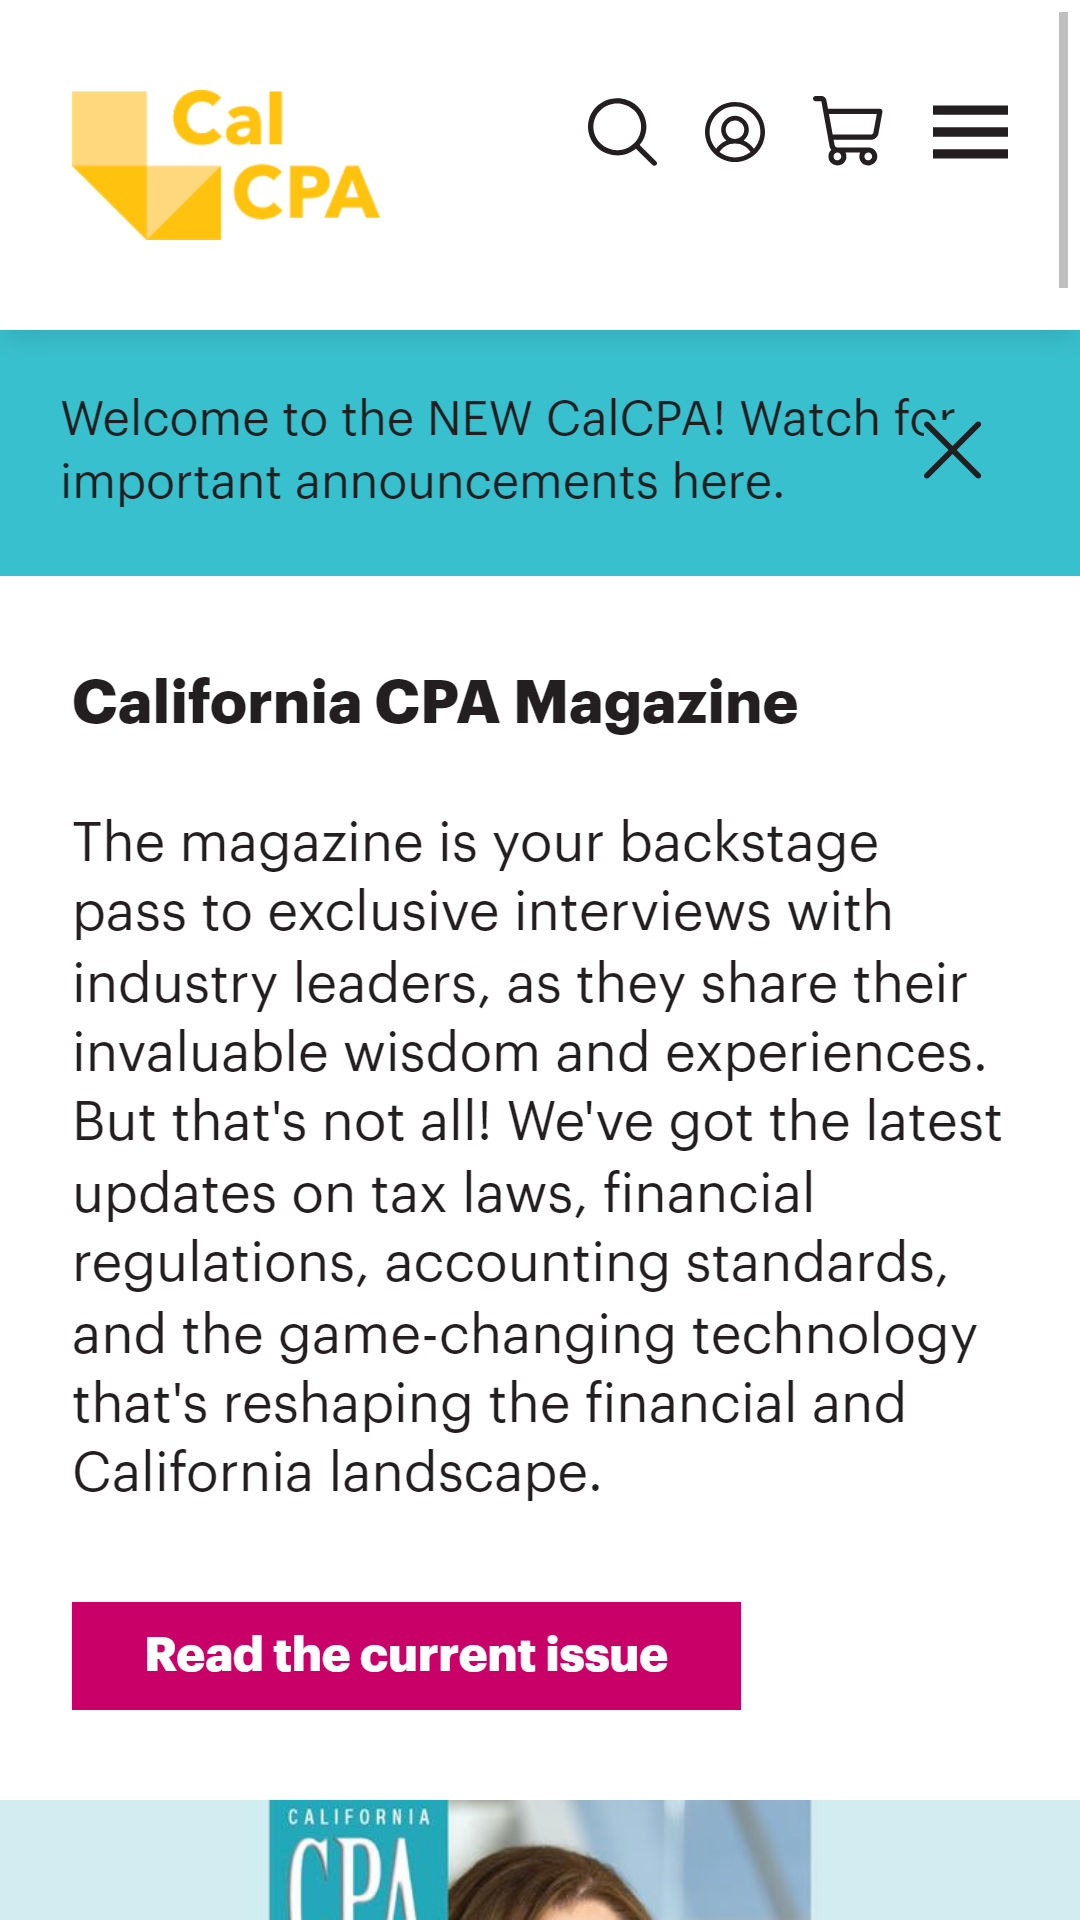 Cal
CPA
Welcome to the NEW CalCPA! Watch for
important announcements here.
California CPA Magazine
The magazine is your backstage
pass to exclusive interviews with
industry leaders, as they share their
invaluable wisdom and experiences.
But that's not all! We've got the latest
updates on tax laws, financial
regulations, accounting standards,
and the game-changing technology
that's reshaping the financial and
California landscape.
Read the current issue
CALIFORNIA
CPA